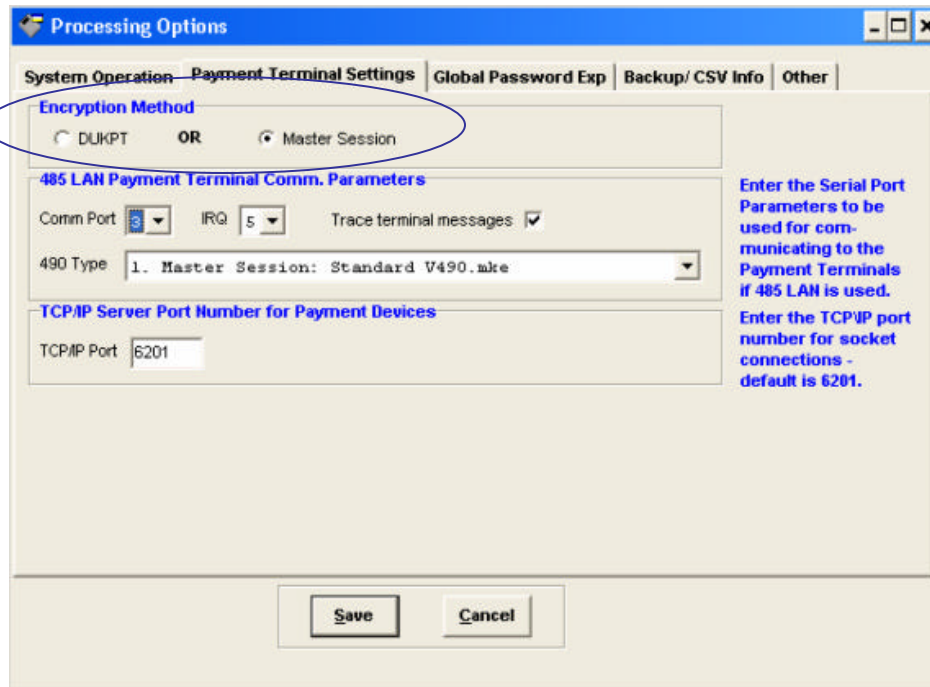 Processing Options
System Operation Payment Terminal Settings Global Password Exp Backup/ CSV Info Other
Encryption Method
DUKPT OR Master Session
485 LAN Payment Terminal Comm. Parameters
Comm Port 3 IRQ 5 Trace terminal messages
490 Type 1. Master Session: Standard V490.mke
Enter the Serial Port
Parameters to be
used for com-
municating to the
Payment Terminals
if 485 LAN is used.
TCP/IP Server Port Number for Payment Devices
TCP/IP Port 6201
Enter the TCP\IP port
number for socket
connections -
default is 6201.
Save Cancel